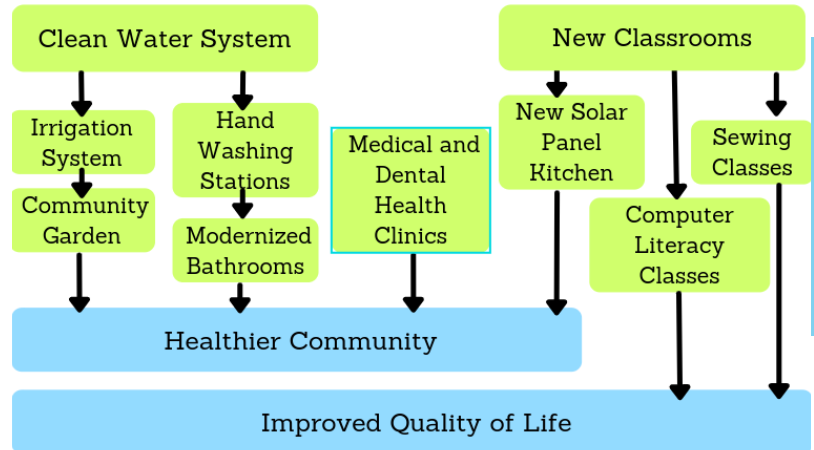 Clean Water System
New Classrooms
Irrigation
System
Hand
Washing
Stations
Medical and
Dental
Health
Clinics
New Solar
Panel
Kitchen
Sewing
Classes
Community
Garden
Modernized
Bathrooms
Computer
Literacy
Classes
Healthier Community
Improved Quality of Life